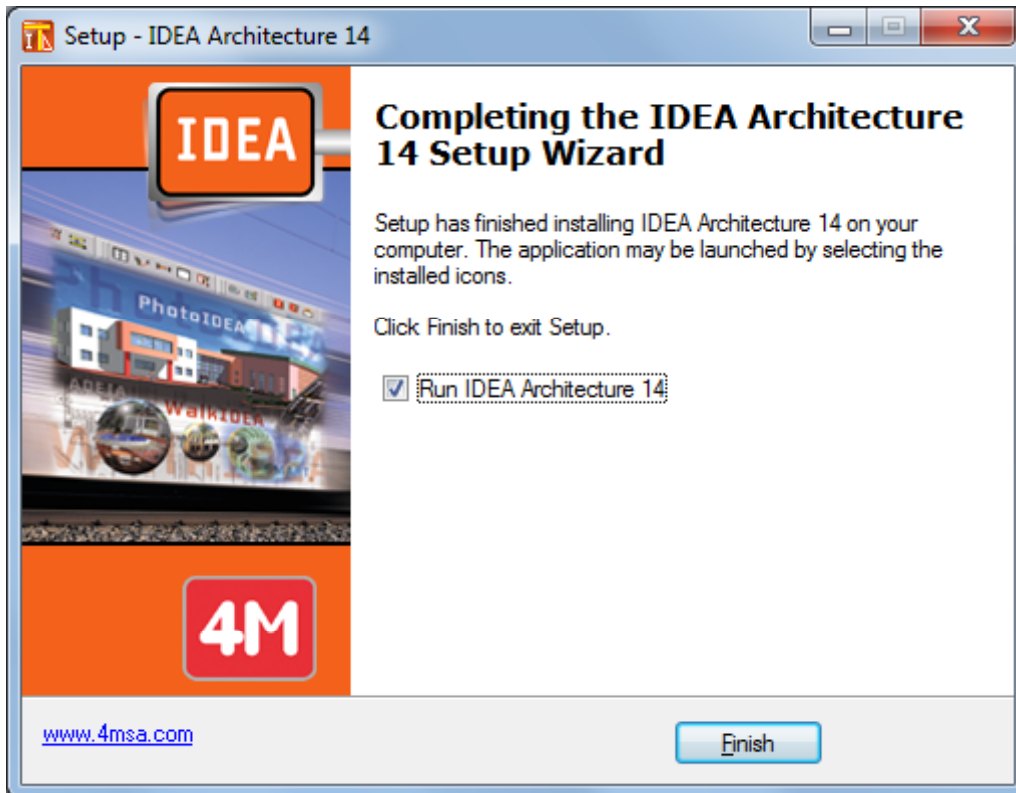 Setup - IDEA Architecture 14
IDEA
Completing the IDEA Architecture
14 Setup Wizard
Setup has finished installing IDEA Architecture 14 on your
computer. The application may be launched by selecting the
installed icons.
Click Finish to exit Setup.
Run IDEA Architecture 14
PhotoIDEA
WalkIDEA
4M
www.4msa.com
Finish